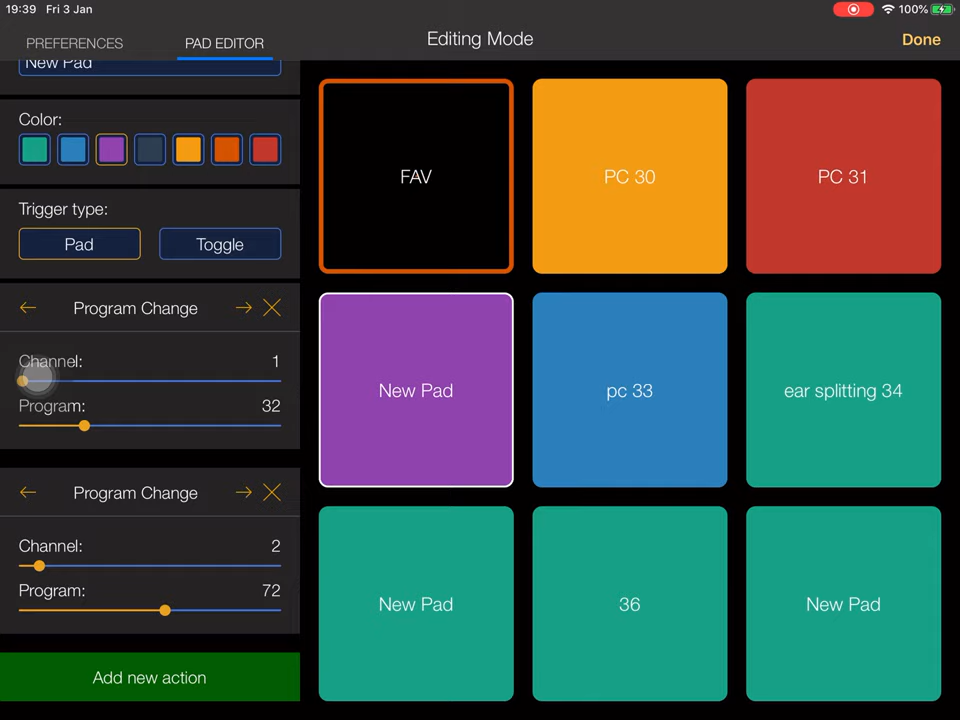 19:39 Fri 3 Jan
100%
PREFERENCES
PAD EDITOR
Editing Mode
Done
New Pad
Color:
Trigger type:
Pad
Toggle
Program Change
Channel:
1
Program:
32
Program Change
Channel:
2
Program:
72
Add new action
FAV
PC 30
PC 31
New Pad
pc 33
ear splitting 34
New Pad
36
New Pad